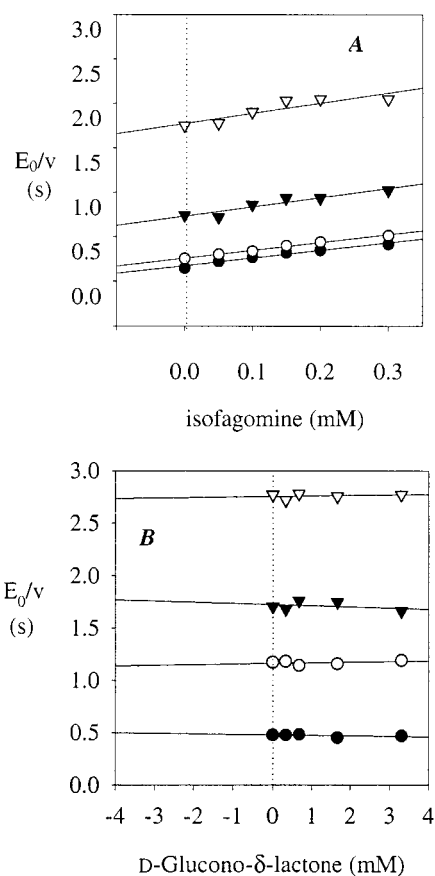 A
3.0
2.5
2.0
1.5
E₀/v
(s)
1.0
0.5
0.0
0.0 0.1 0.2 0.3
isofagomine (mM)
3.0
B
2.5
2.0
E₀/v
(s)
1.5
1.0
0.5
0.0
-4 -3 -2 -1 0 1 2 3 4
D-Glucono-δ-lactone (mM)